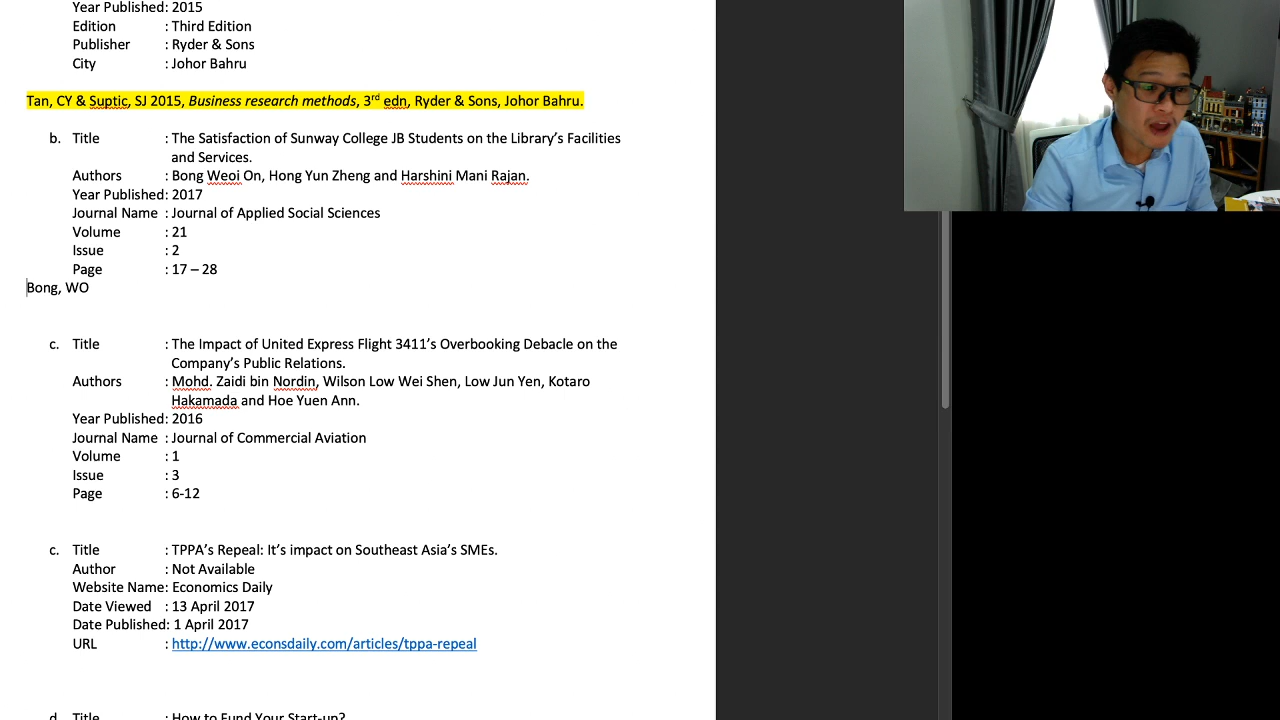 Year Published: 2015
Edition : Third Edition
Publisher : Ryder & Sons
City : Johor Bahru
Tan, CY & Suptic, SJ 2015, Business research methods, 3rd edn, Ryder & Sons, Johor Bahru.
b. Title : The Satisfaction of Sunway College JB Students on the Library's Facilities
and Services.
Authors : Bong Weoi On, Hong Yun Zheng and Harshini Mani Rajan.
Year Published: 2017
Journal Name : Journal of Applied Social Sciences
Volume : 21
Issue : 2
Page : 17 – 28
Bong, WO
c. Title : The Impact of United Express Flight 3411's Overbooking Debacle on the
Company's Public Relations.
Authors : Mohd. Zaidi bin Nordin, Wilson Low Wei Shen, Low Jun Yen, Kotaro
Hakamada and Hoe Yuen Ann.
Year Published: 2016
Journal Name : Journal of Commercial Aviation
Volume : 1
Issue : 3
Page : 6-12
c. Title : TPPA's Repeal: It's impact on Southeast Asia's SMEs.
Author : Not Available
Website Name: Economics Daily
Date Viewed : 13 April 2017
Date Published: 1 April 2017
URL : http://www.econsdaily.com/articles/tppa-repeal
d. Title : How to Fund Your Start-up?